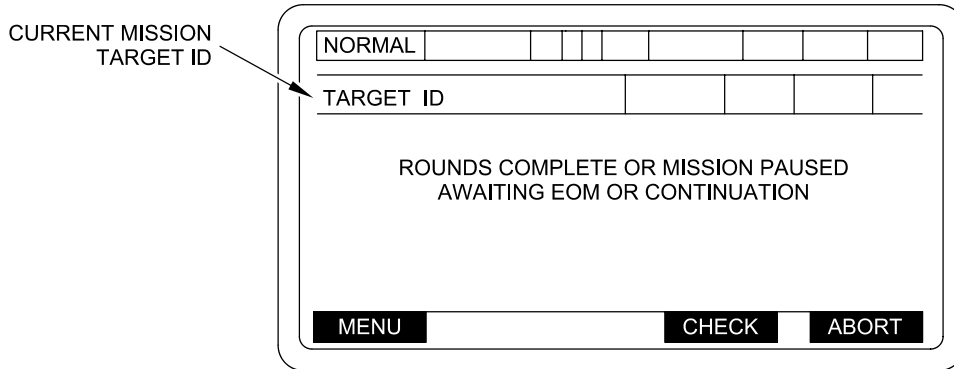 CURRENT MISSION
TARGET ID
NORMAL
TARGET ID
ROUNDS COMPLETE OR MISSION PAUSED
AWAITING EOM OR CONTINUATION
MENU CHECK ABORT